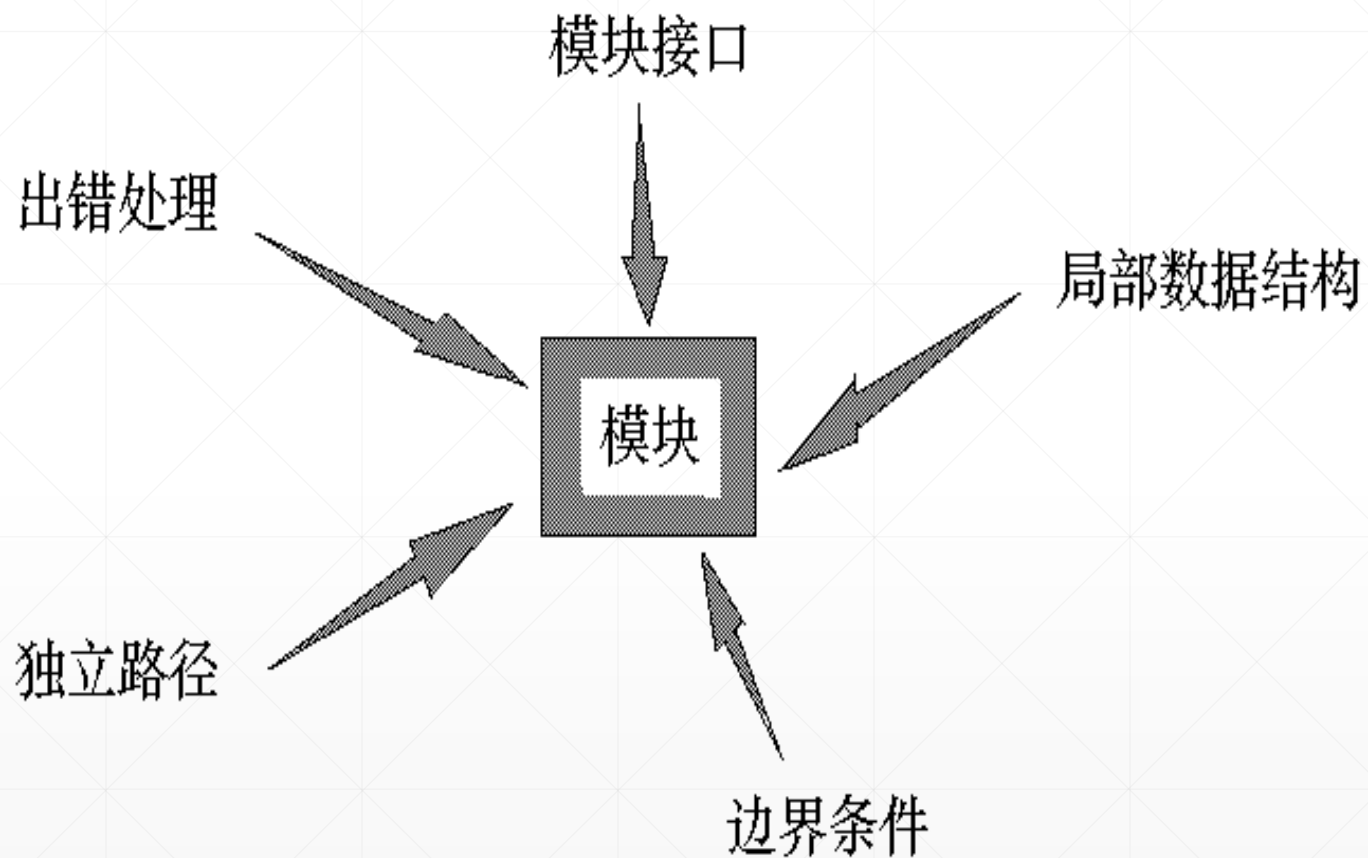 模块接口
出错处理
局部数据结构
模块
独立路径
边界条件